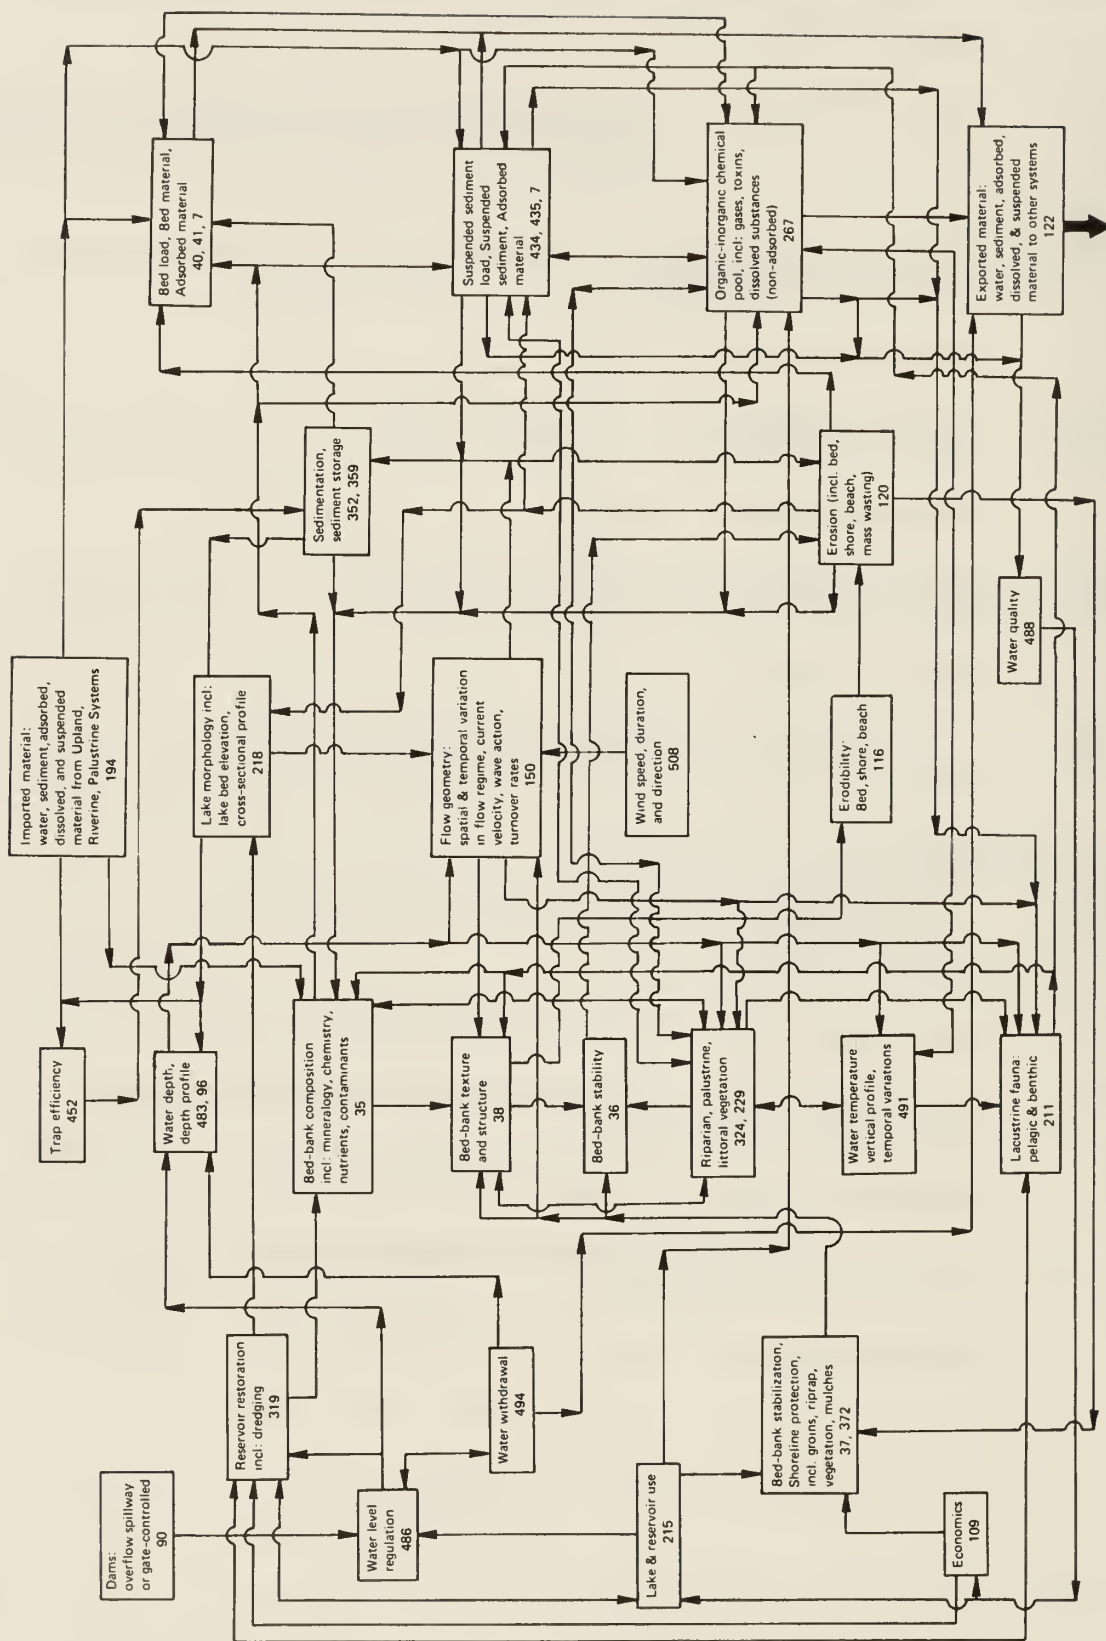 Dams:
overflow spillway
or gate-controlled
90
Water level
regulation
486
Lake & reservoir use
215
Economics
109
Reservoir restoration
incl: dredging
319
Water withdrawal
494
Bed-bank stabilization,
Shoreline protection,
incl. groins, riprap,
vegetation, mulches
37, 372
Trap efficiency
452
Water depth,
depth profile
483, 96
Bed-bank composition
incl: mineralogy, chemistry,
nutrients, contaminants
35
Bed-bank texture
and structure
38
Bed-bank stability
36
Riparian, palustrine,
littoral vegetation
324, 229
Water temperature
vertical profile,
temporal variations
491
Lacustrine fauna:
pelagic & benthic
211
Imported material:
water, sediment, adsorbed,
dissolved, and suspended
material from Upland,
Riverine, Palustrine Systems
194
Lake morphology incl:
lake bed elevation,
cross-sectional profile
218
Flow geometry:
spatial & temporal variation
in flow regime, current
velocity, wave action,
turnover rates
150
Wind speed, duration,
and direction
508
Erodibility:
Bed, shore, beach
116
Water quality
488
Sedimentation,
sediment storage
352, 359
Erosion (incl. bed,
shore, beach,
mass wasting)
120
Bed load, Bed material,
Adsorbed material
40, 41, 7
Suspended sediment
load, Suspended
sediment, Adsorbed
material
434, 435, 7
Organic-inorganic chemical
pool, incl: gases, toxins,
dissolved substances
(non-adsorbed)
267
Exported material:
water, sediment, adsorbed,
dissolved, & suspended
material to other systems
122